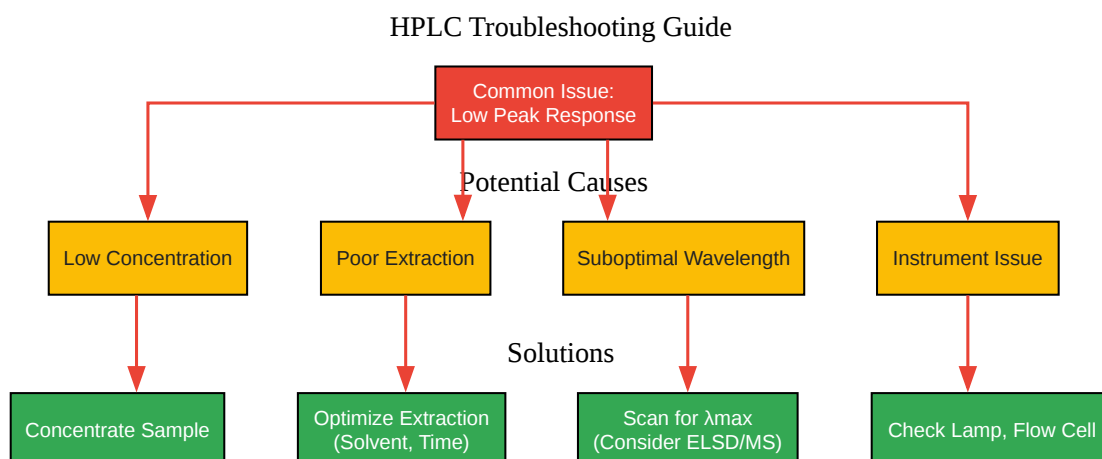 HPLC Troubleshooting Guide
Common Issue:
Low Peak Response
Potential Causes
Low Concentration
Poor Extraction
Suboptimal Wavelength
Instrument Issue
Solutions
Concentrate Sample
Optimize Extraction
(Solvent, Time)
Scan for λmax
(Consider ELSD/MS)
Check Lamp, Flow Cell